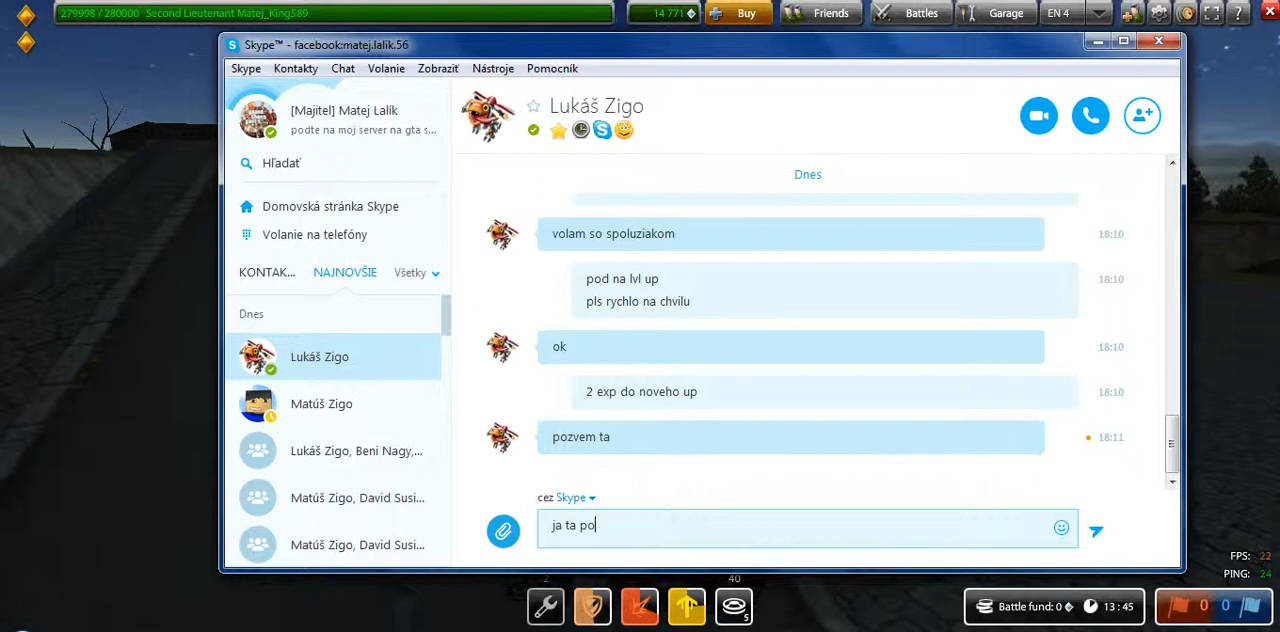 279998 / 280000 Second Lieutenant Matej_King589
14 771
Buy
Friends
Battles
Garage
EN 4
?
Skype™ - facebook:matej.lalik.56
Skype Kontakty Chat Volanie Zobraziť Nástroje Pomocník
[Majitel] Matej Lalík
podte na moj server na gta s...
Hľadať
Domovská stránka Skype
Volanie na telefóny
KONTAK... NAJNOVŠIE Všetky
Dnes
Lukáš Zigo
Matúš Zigo
Lukáš Zigo, Beni Nagy,...
Matúš Zigo, David Susi...
Matúš Zigo, David Susi...
Lukáš Zigo
Dnes
volam so spoluziakom 18:10
pod na lvl up 18:10
pls rychlo na chvilu
ok 18:10
2 exp do noveho up 18:10
pozvem ta 18:11
cez Skype
ja ta po
2
40
5
FPS: 22
PING: 24
Battle fund: 0 13 : 45
0 0